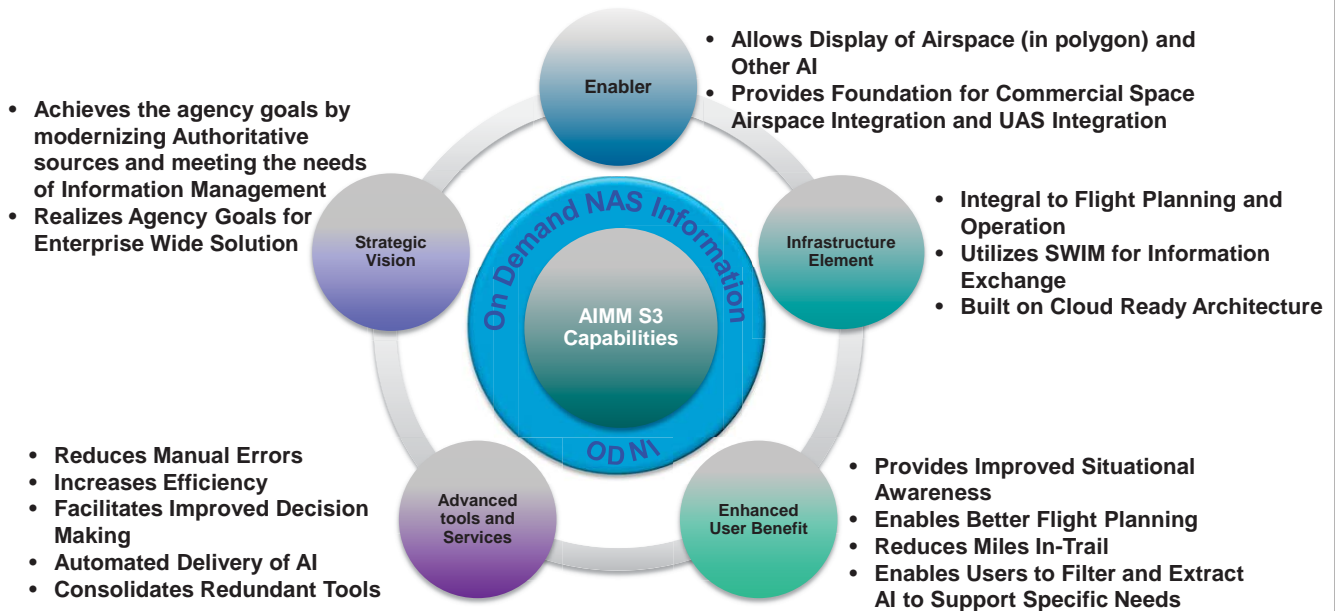 Enabler
• Allows Display of Airspace (in polygon) and
Other AI
• Provides Foundation for Commercial Space
Airspace Integration and UAS Integration
• Achieves the agency goals by
modernizing Authoritative
sources and meeting the needs
of Information Management
• Realizes Agency Goals for
Enterprise Wide Solution
Strategic
Vision
On Demand NAS Information
AIMM S3
Capabilities
ODNI
Infrastructure
Element
• Integral to Flight Planning and
Operation
• Utilizes SWIM for Information
Exchange
• Built on Cloud Ready Architecture
• Reduces Manual Errors
• Increases Efficiency
• Facilitates Improved Decision
Making
• Automated Delivery of AI
• Consolidates Redundant Tools
Advanced
tools and
Services
Enhanced
User Benefit
• Provides Improved Situational
Awareness
• Enables Better Flight Planning
• Reduces Miles In-Trail
• Enables Users to Filter and Extract
AI to Support Specific Needs